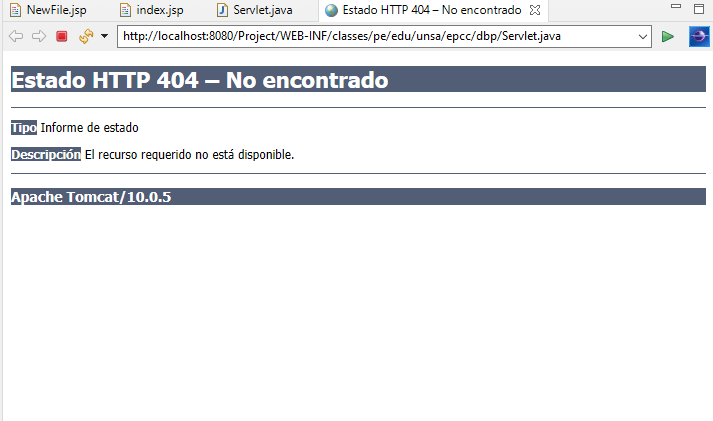 NewFile.jsp index.jsp Servlet.java Estado HTTP 404 – No encontrado
http://localhost:8080/Project/WEB-INF/classes/pe/edu/unsa/epcc/dbp/Servlet.java
Estado HTTP 404 – No encontrado
Tipo Informe de estado
Descripción El recurso requerido no está disponible.
Apache Tomcat/10.0.5